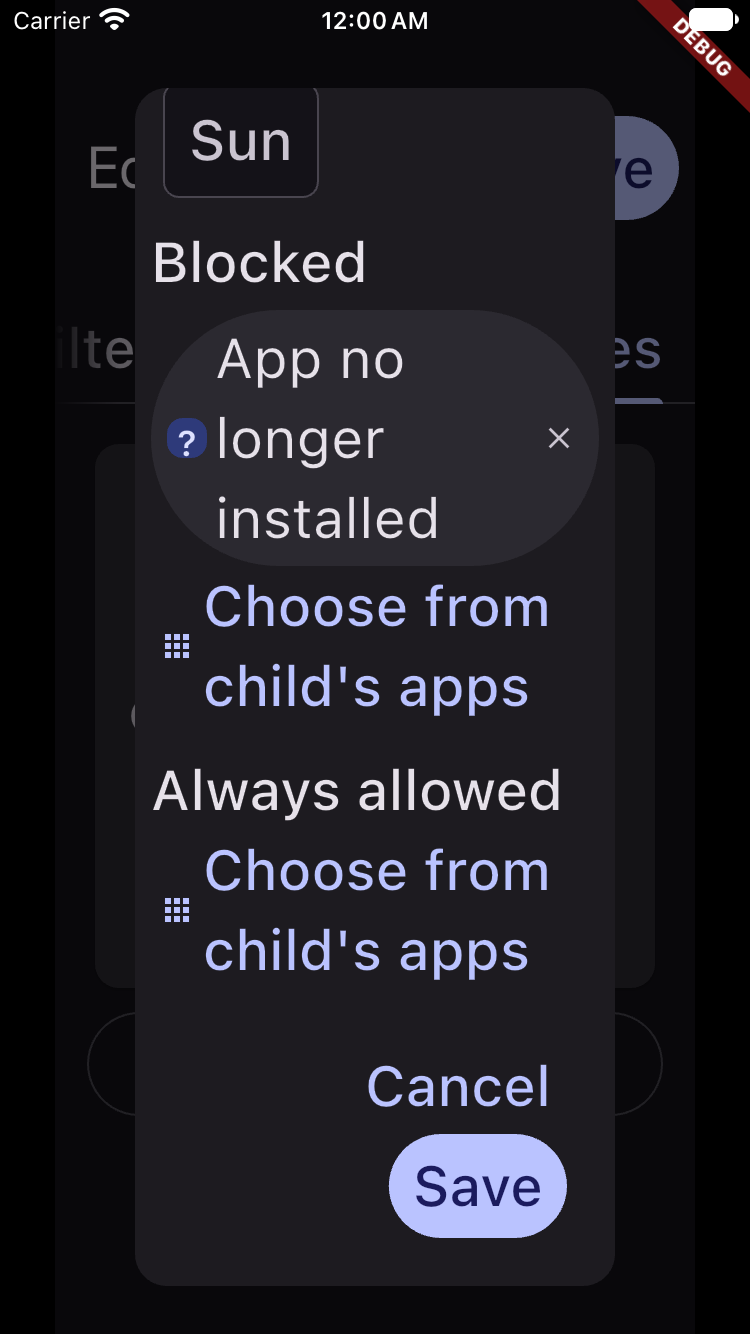 Carrier
12:00 AM
DEBUG
Sun
Blocked
App no
longer
installed
?
Choose from
child's apps
Always allowed
Choose from
child's apps
Cancel
Save